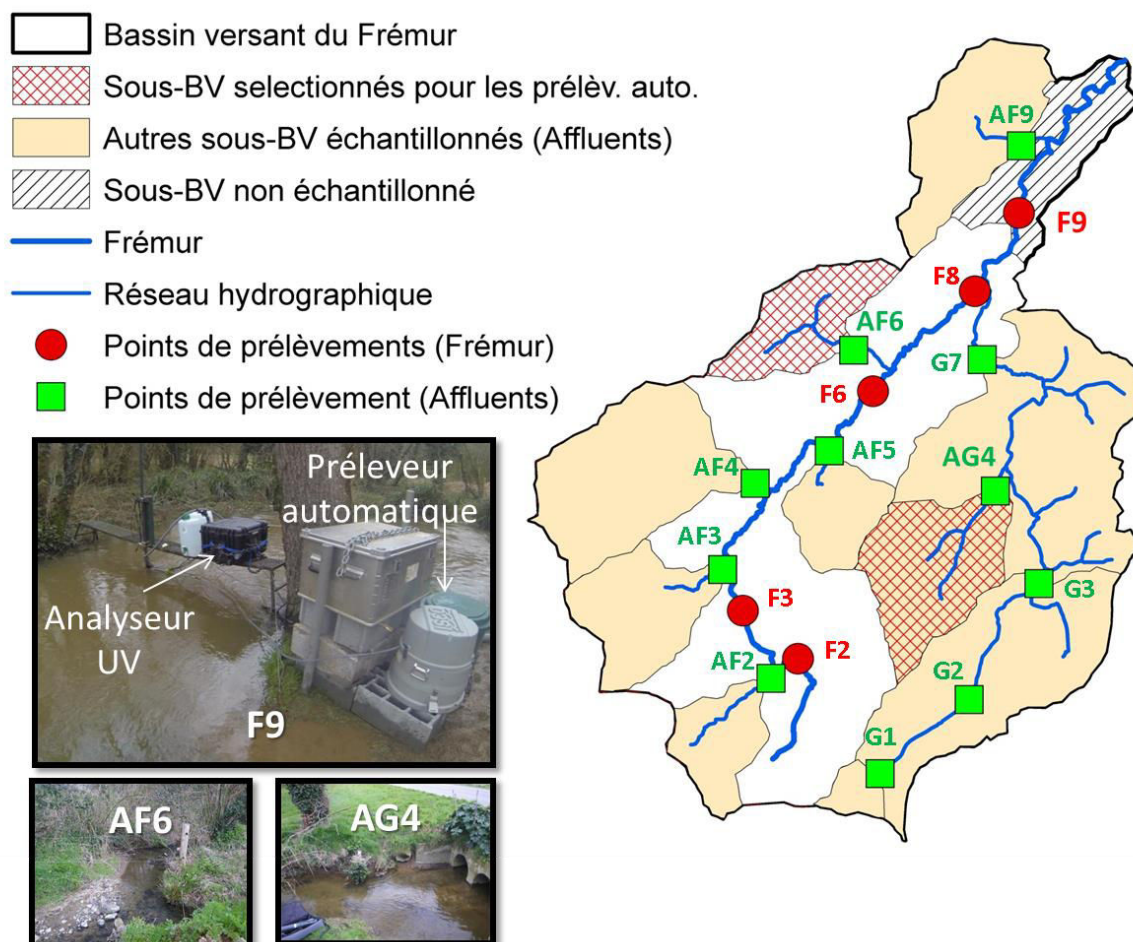 Bassin versant du Frémur
Sous-BV selectionnés pour les prélèv. auto.
Autres sous-BV échantillonnés (Affluents)
Sous-BV non échantillonné
Frémur
Réseau hydrographique
Points de prélèvements (Frémur)
Points de prélèvement (Affluents)
Préleveur
automatique
Analyseur
UV
F9
AF6
AG4
AF9
F9
F8
AF6
G7
F6
AF5
AG4
AF4
AF3
G3
F3
F2
AF2
G2
G1